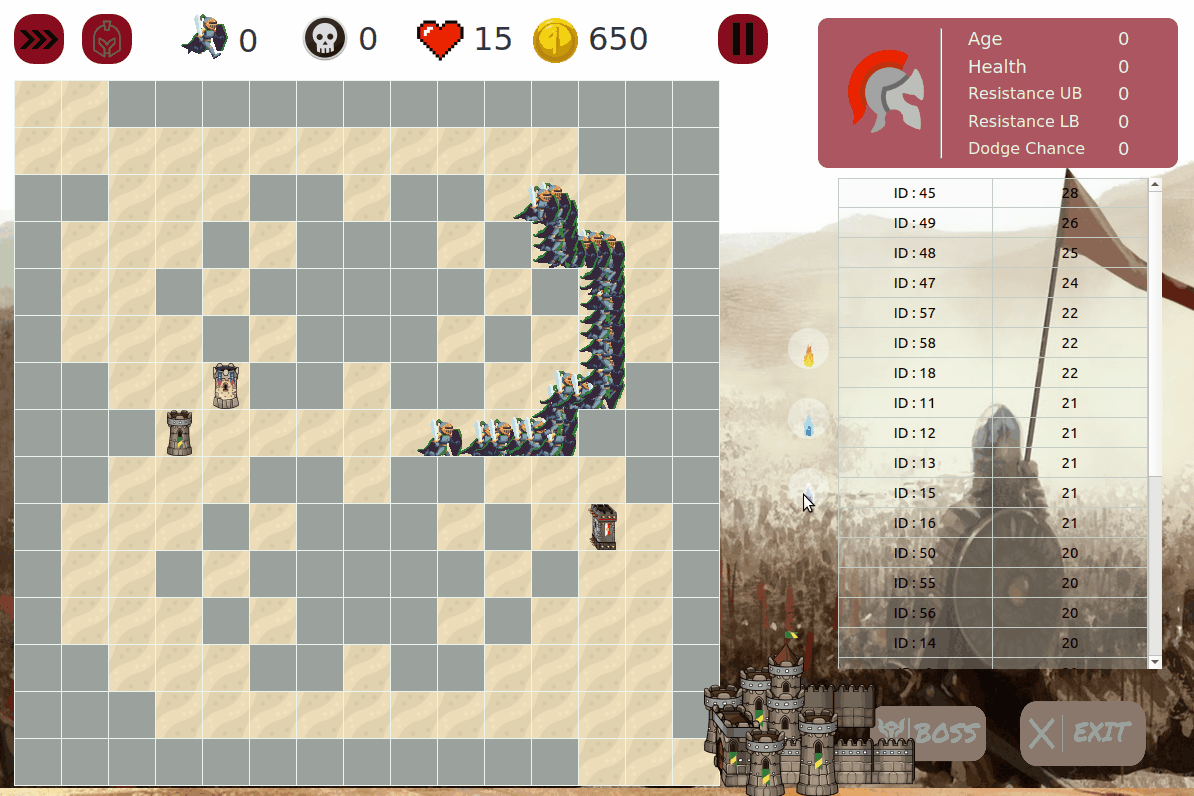 0 0 15 650
Age 0
Health 0
Resistance UB 0
Resistance LB 0
Dodge Chance 0
ID : 45 28
ID : 49 26
ID : 48 25
ID : 47 24
ID : 57 22
ID : 58 22
ID : 18 22
ID : 11 21
ID : 12 21
ID : 13 21
ID : 15 21
ID : 16 21
ID : 50 20
ID : 55 20
ID : 56 20
ID : 14 20
BOSS
EXIT